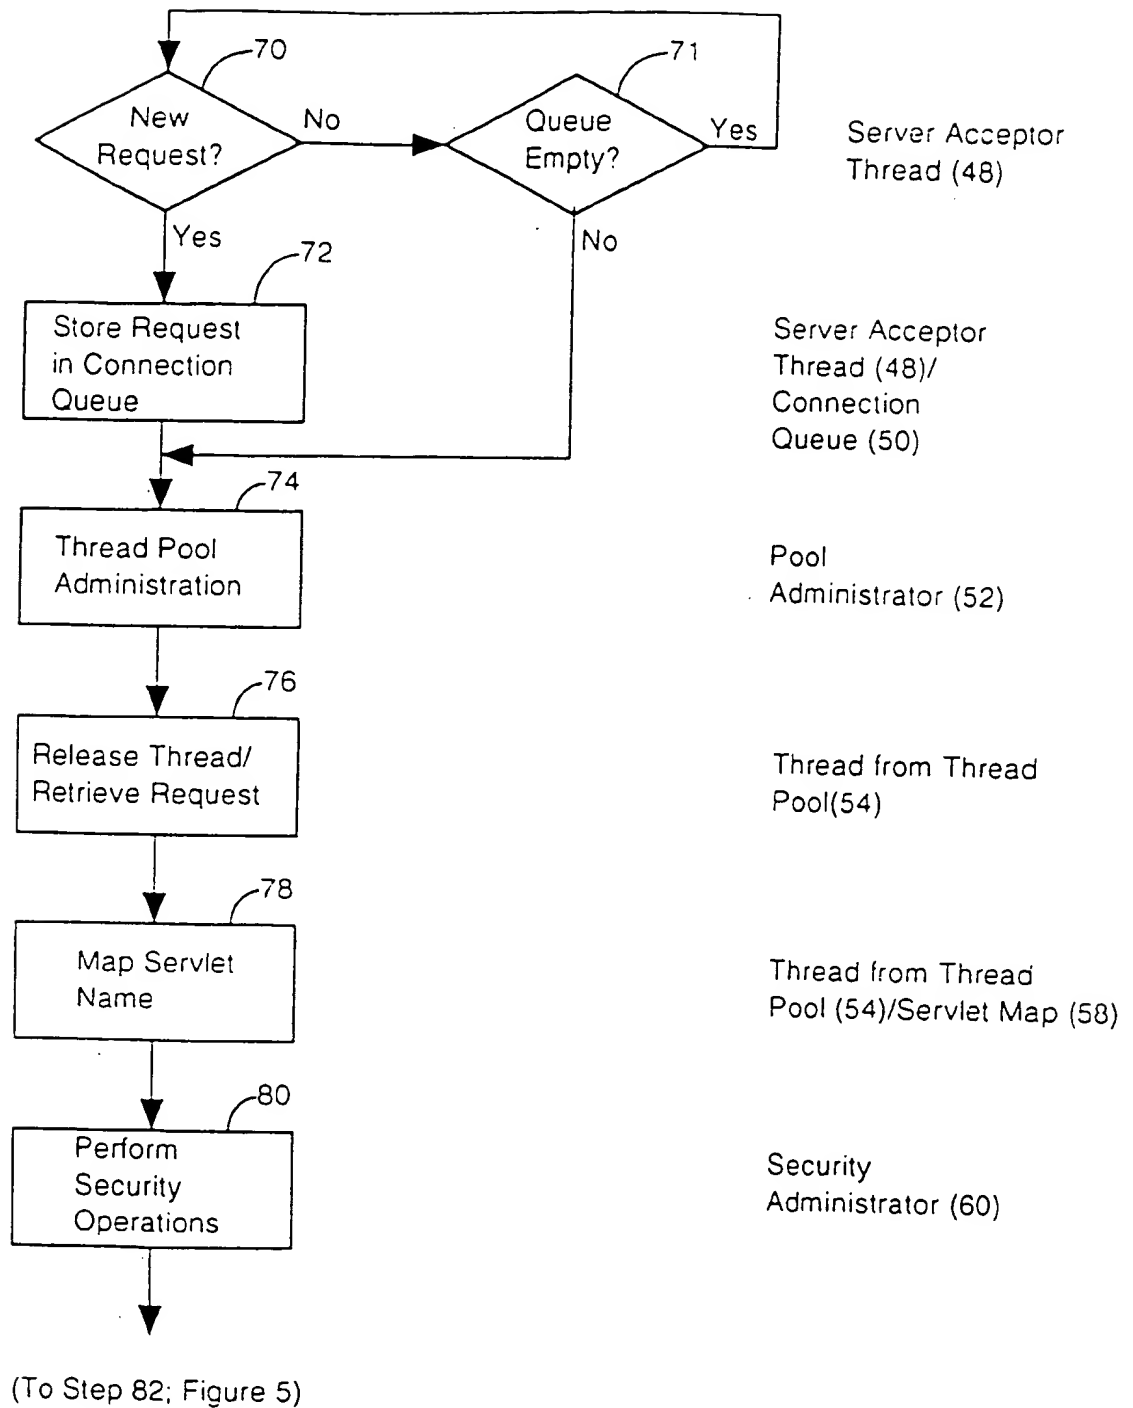 70
71
New
Request?
No
Queue
Empty?
Yes
Server Acceptor
Thread (48)
Yes
No
72
Store Request
in Connection
Queue
Server Acceptor
Thread (48)/
Connection
Queue (50)
74
Thread Pool
Administration
Pool
Administrator (52)
76
Release Thread/
Retrieve Request
Thread from Thread
Pool(54)
78
Map Servlet
Name
Thread from Thread
Pool (54)/Servlet Map (58)
80
Perform
Security
Operations
Security
Administrator (60)
(To Step 82; Figure 5)